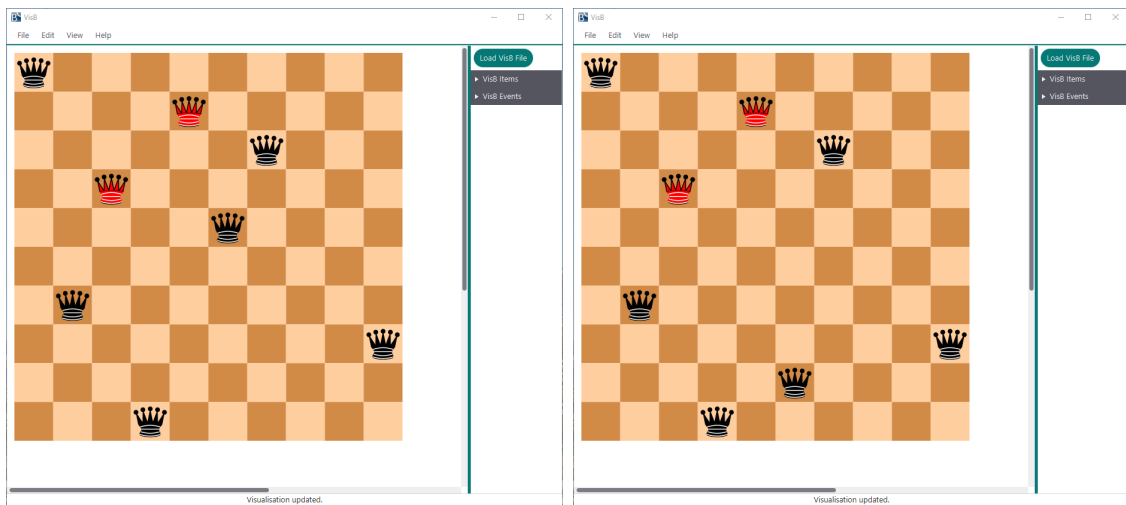 VisB
File Edit View Help
Load VisB File
VisB Items
VisB Events
Visualisation updated.
VisB
File Edit View Help
Load VisB File
VisB Items
VisB Events
Visualisation updated.